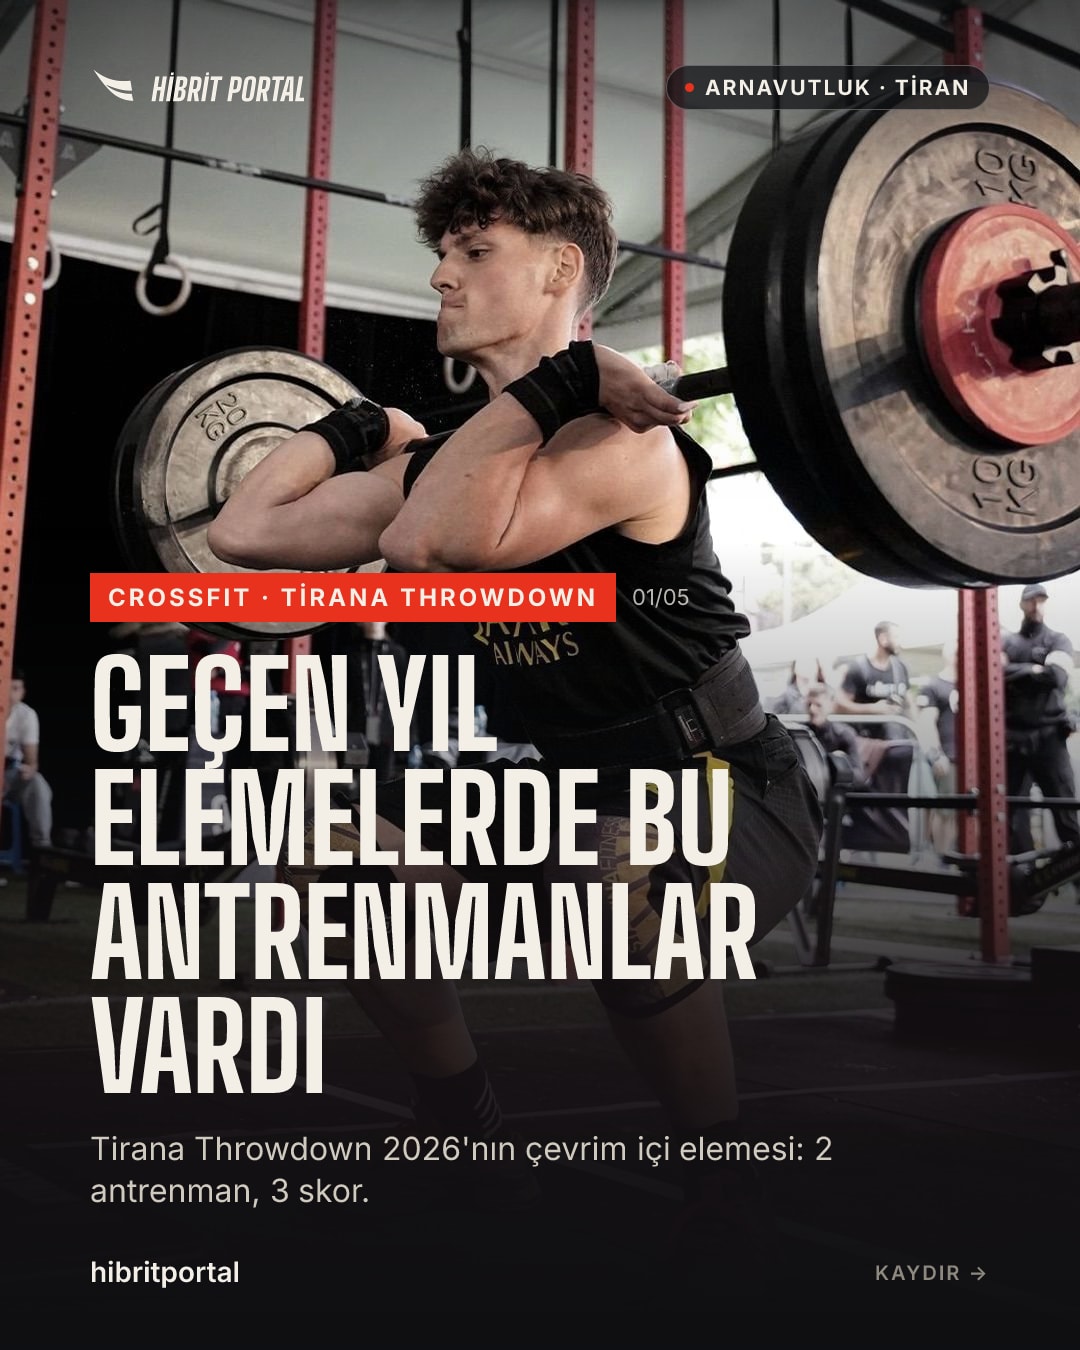 HİBRİT PORTAL
ARNAVUTLUK · TİRAN
10 KG
20 KG
10 KG
CROSSFIT · TİRANA THROWDOWN 01/05
ALWAYS
GEÇEN YIL
ELEMELERDE BU
ANTRENMANLAR
VARDI
Tirana Throwdown 2026'nın çevrim içi elemesi: 2
antrenman, 3 skor.
hibritportal
KAYDIR →